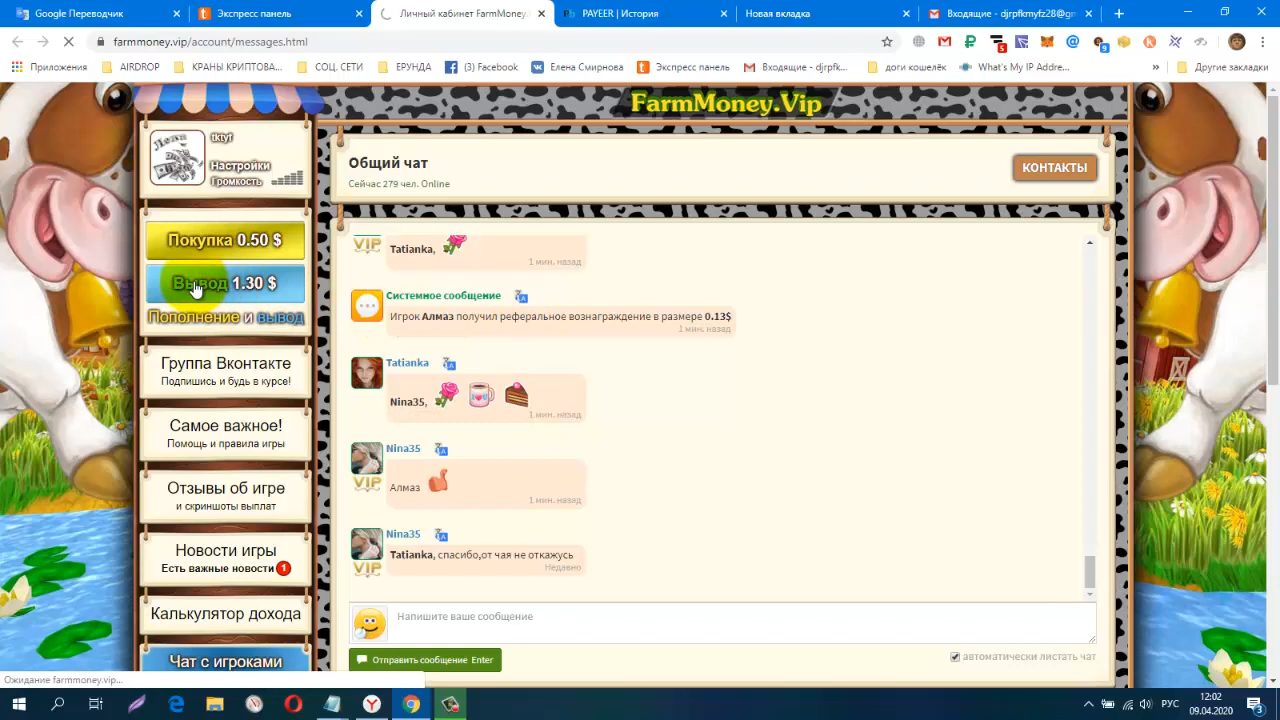 Google Переводчик
Экспресс панель
Личный кабинет FarmMoney.
PAYEER | История
Новая вкладка
Входящие - djrpfkmyfz28@gm
farmmoney.vip/account/messages.html
Приложения
AIRDROP
КРАНЫ КРИПТОВА...
СОЦ. СЕТИ
ЕРУНДА
(3) Facebook
Елена Смирнова
Экспресс панель
Входящие - djrpfk...
доги кошелёк
What's My IP Addre...
»
Другие закладки
FarmMoney.Vip
Настройки
Громкость
Общий чат
Сейчас 279 чел. Online
КОНТАКТЫ
Покупка 0.50 $
Вывод 1.30 $
Пополнение и вывод
Группа Вконтакте
Подпишись и будь в курсе!
Самое важное!
Помощь и правила игры
Отзывы об игре
и скриншоты выплат
Новости игры
Есть важные новости 1
Калькулятор дохода
Чат с игроками
VIP
Tatianka,
1 мин. назад
Системное сообщение
Игрок Алмаз получил реферальное вознаграждение в размере 0.13$
1 мин. назад
Tatianka
Nina35,
1 мин. назад
Nina35
VIP
Алмаз
1 мин. назад
Nina35
VIP
Tatianka, спасибо,от чая не откажусь
Недавно
Напишите ваше сообщение
Отправить сообщение Enter
автоматически листать чат
Ожидание farmmoney.vip...
РУС
12:02
09.04.2020